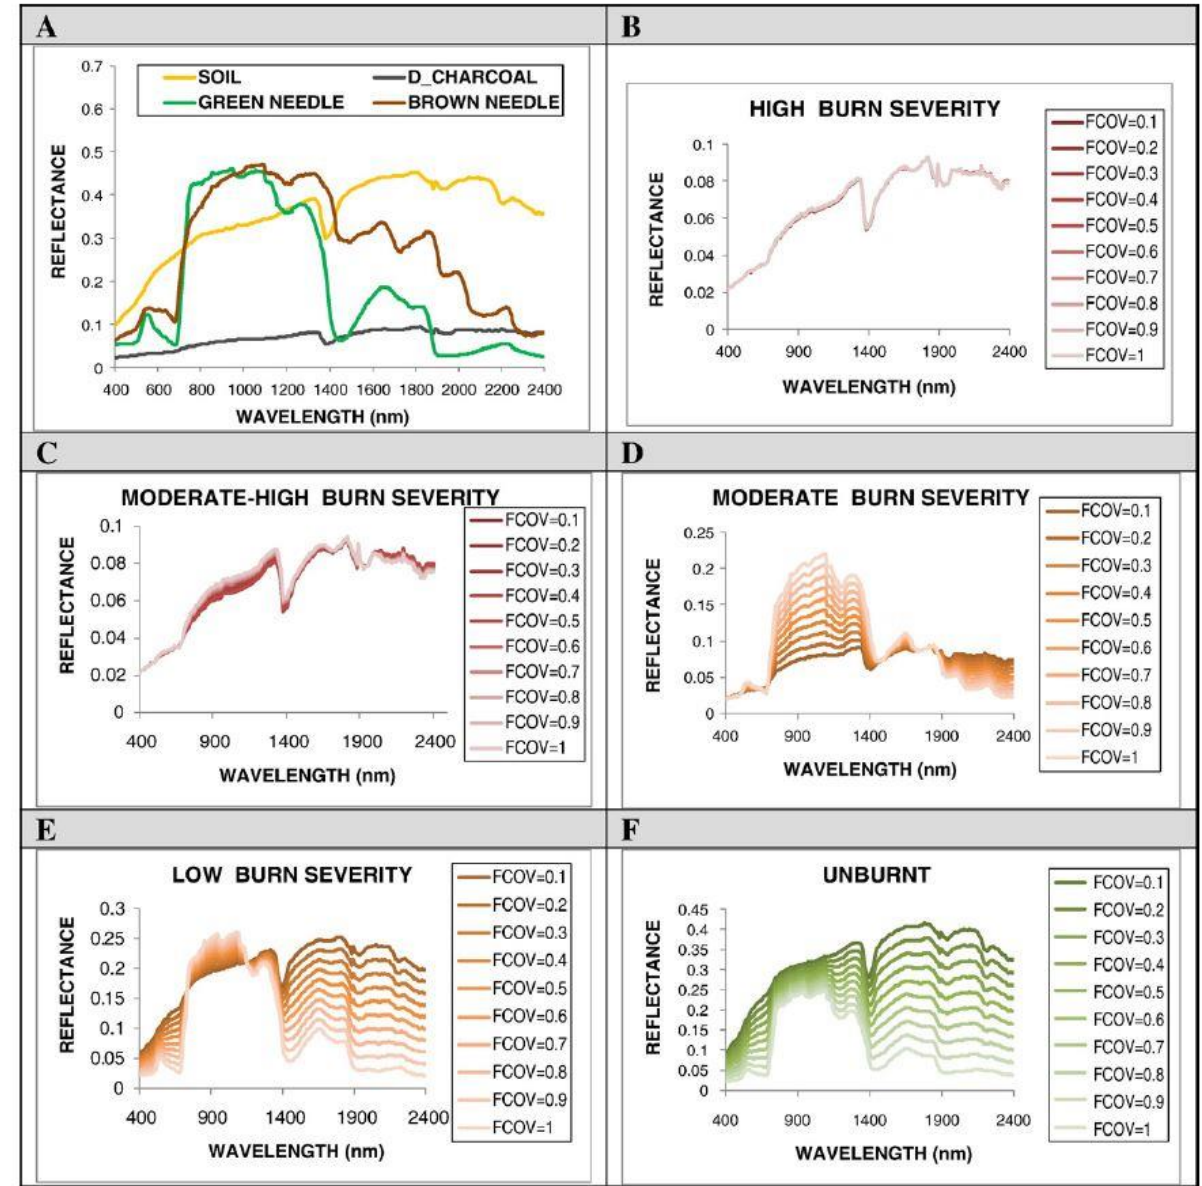 A
0.7
0.6
0.5
0.4
0.3
0.2
0.1
0
REFLECTANCE
SOIL
D_CHARCOAL
GREEN NEEDLE
BROWN NEEDLE
400 600 800 1000 1200 1400 1600 1800 2000 2200 2400
WAVELENGTH (nm)
B
HIGH BURN SEVERITY
0.1
0.08
0.06
0.04
0.02
0
REFLECTANCE
400 900 1400 1900 2400
WAVELENGTH (nm)
FCOV=0.1
FCOV=0.2
FCOV=0.3
FCOV=0.4
FCOV=0.5
FCOV=0.6
FCOV=0.7
FCOV=0.8
FCOV=0.9
FCOV=1
C
MODERATE-HIGH BURN SEVERITY
0.1
0.08
0.06
0.04
0.02
0
REFLECTANCE
400 900 1400 1900 2400
WAVELENGTH (nm)
FCOV=0.1
FCOV=0.2
FCOV=0.3
FCOV=0.4
FCOV=0.5
FCOV=0.6
FCOV=0.7
FCOV=0.8
FCOV=0.9
FCOV=1
D
MODERATE BURN SEVERITY
0.25
0.2
0.15
0.1
0.05
0
REFLECTANCE
400 900 1400 1900 2400
WAVELENGTH (nm)
FCOV=0.1
FCOV=0.2
FCOV=0.3
FCOV=0.4
FCOV=0.5
FCOV=0.6
FCOV=0.7
FCOV=0.8
FCOV=0.9
FCOV=1
E
LOW BURN SEVERITY
0.3
0.25
0.2
0.15
0.1
0.05
0
REFLECTANCE
400 900 1400 1900 2400
WAVELENGTH (nm)
FCOV=0.1
FCOV=0.2
FCOV=0.3
FCOV=0.4
FCOV=0.5
FCOV=0.6
FCOV=0.7
FCOV=0.8
FCOV=0.9
FCOV=1
F
UNBURNT
0.45
0.4
0.35
0.3
0.25
0.2
0.15
0.1
0.05
0
REFLECTANCE
400 900 1400 1900 2400
WAVELENGTH (nm)
FCOV=0.1
FCOV=0.2
FCOV=0.3
FCOV=0.4
FCOV=0.5
FCOV=0.6
FCOV=0.7
FCOV=0.8
FCOV=0.9
FCOV=1